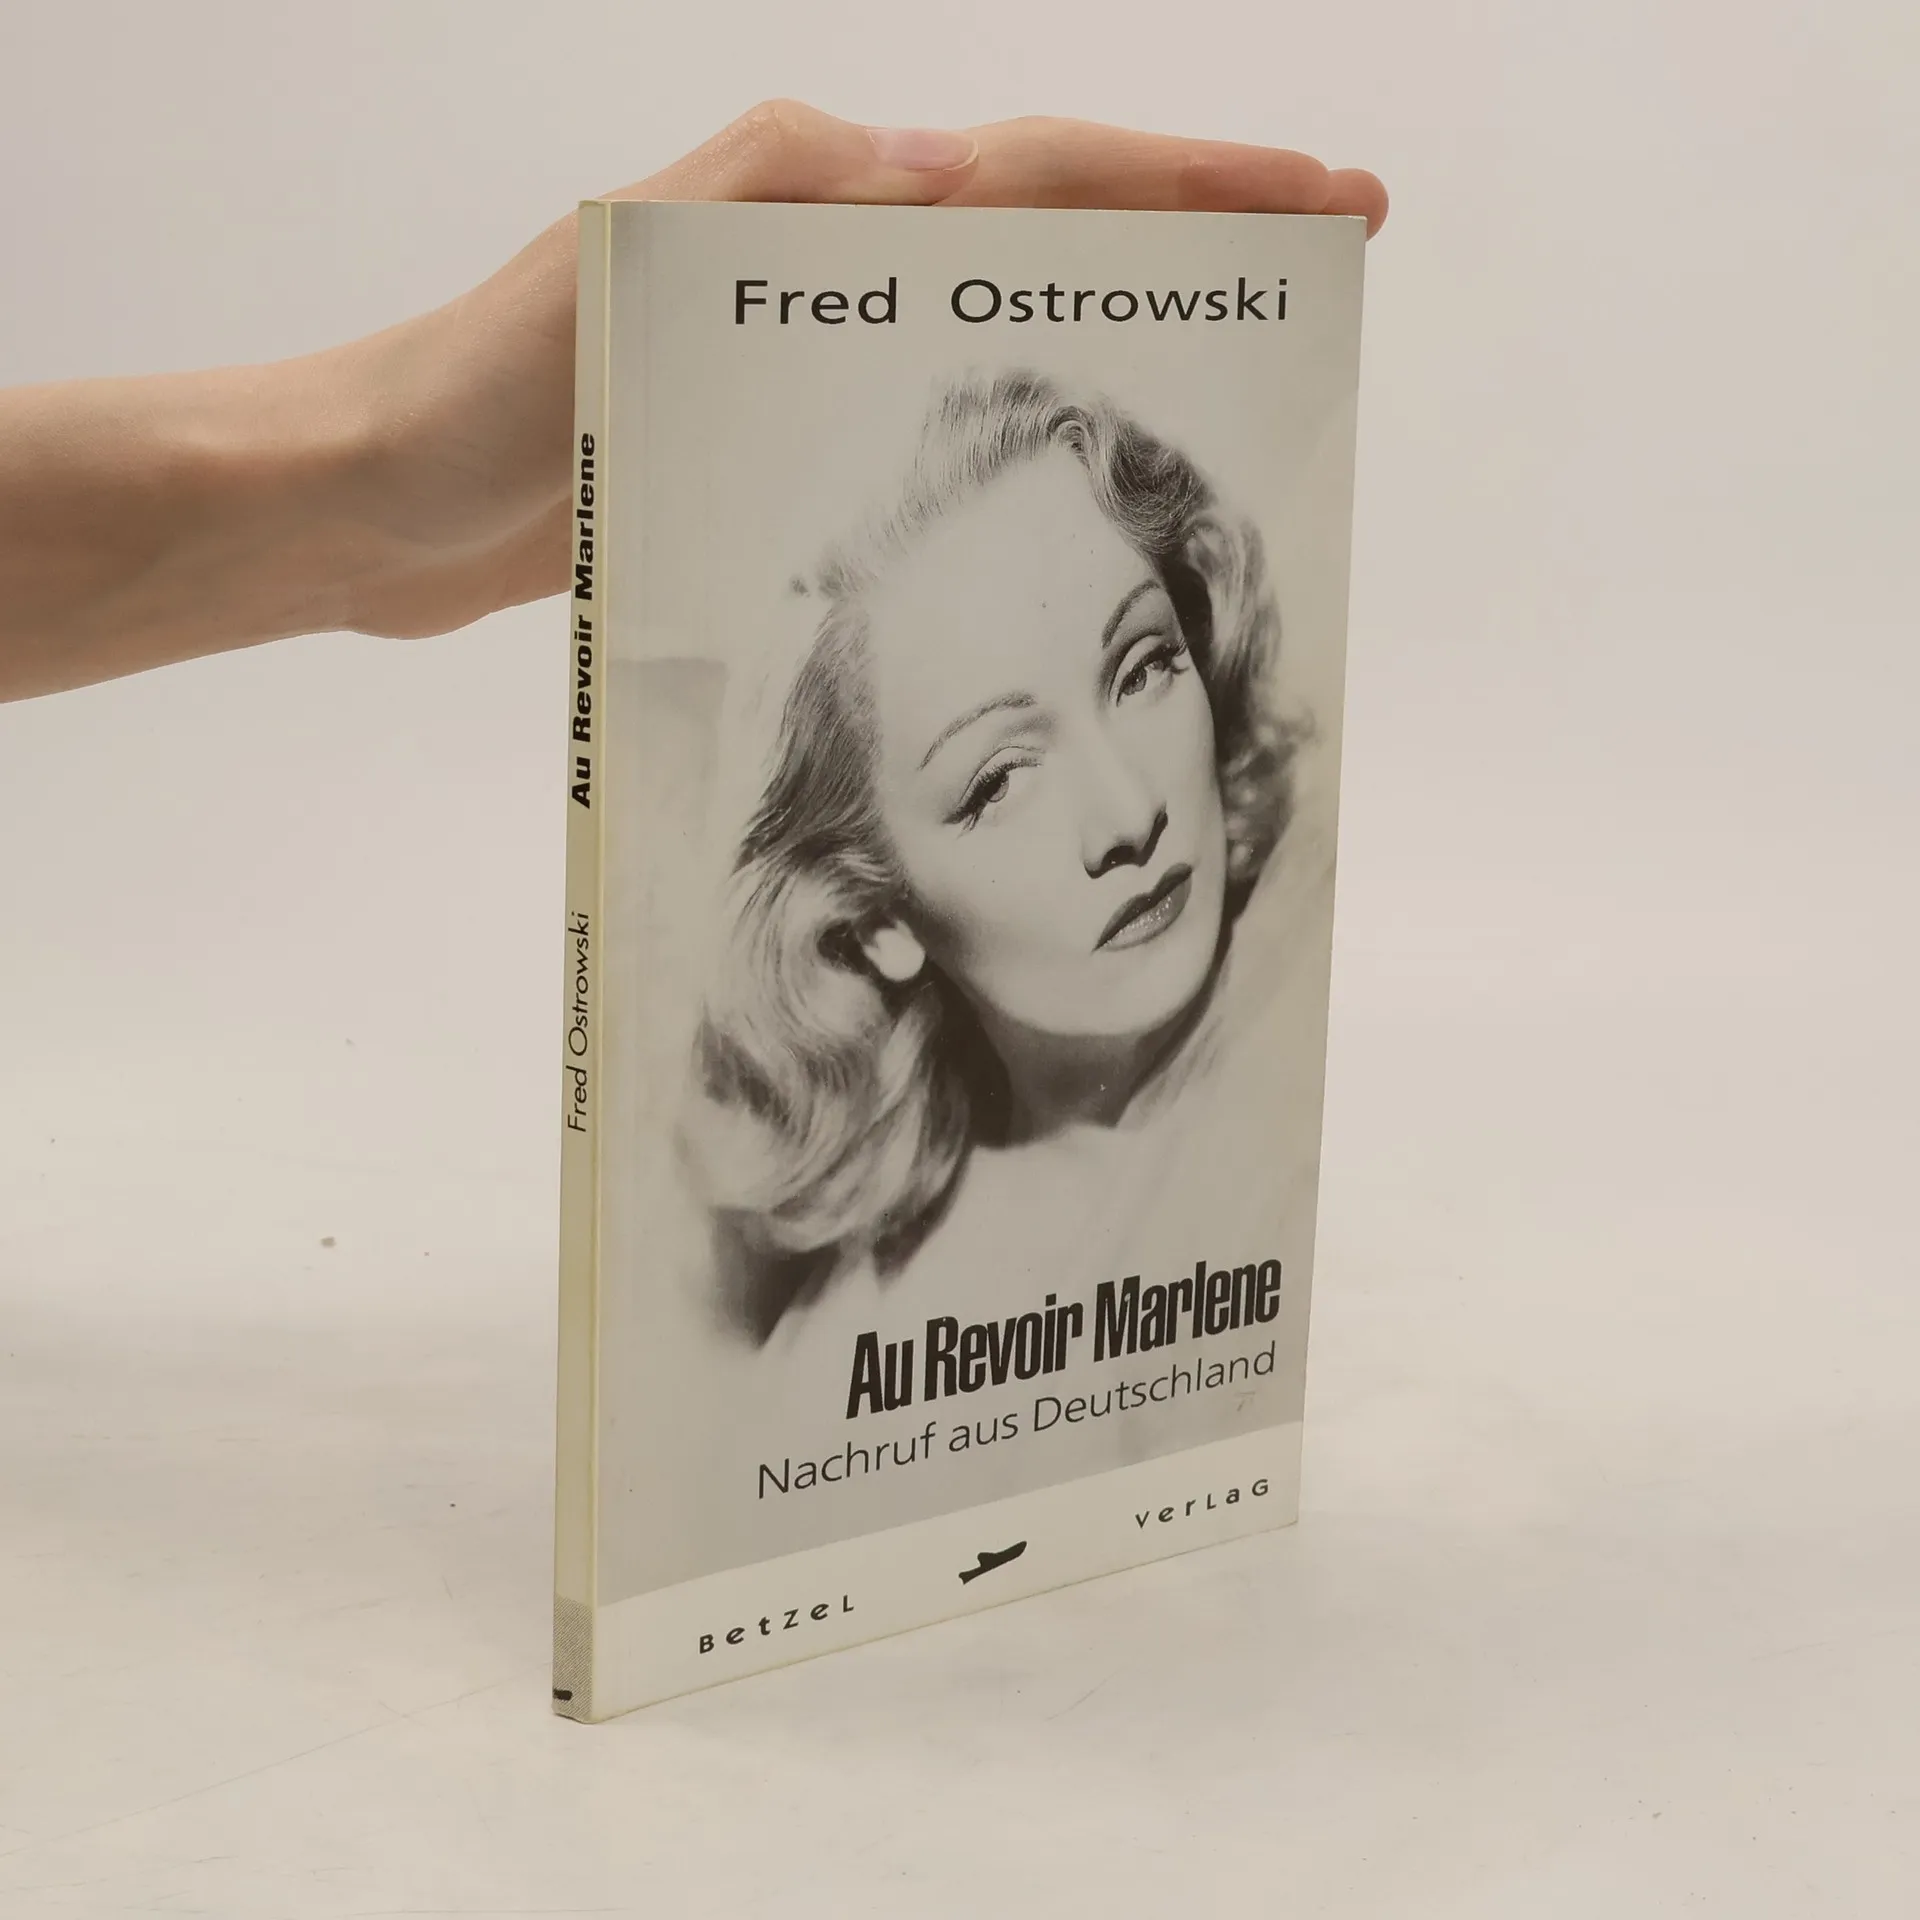 Fred Ostrowski
Au Revoir Marlene
Nachruf aus Deutschland
BetzeL verLaG
Fred Ostrowski Au Revoir Marlene